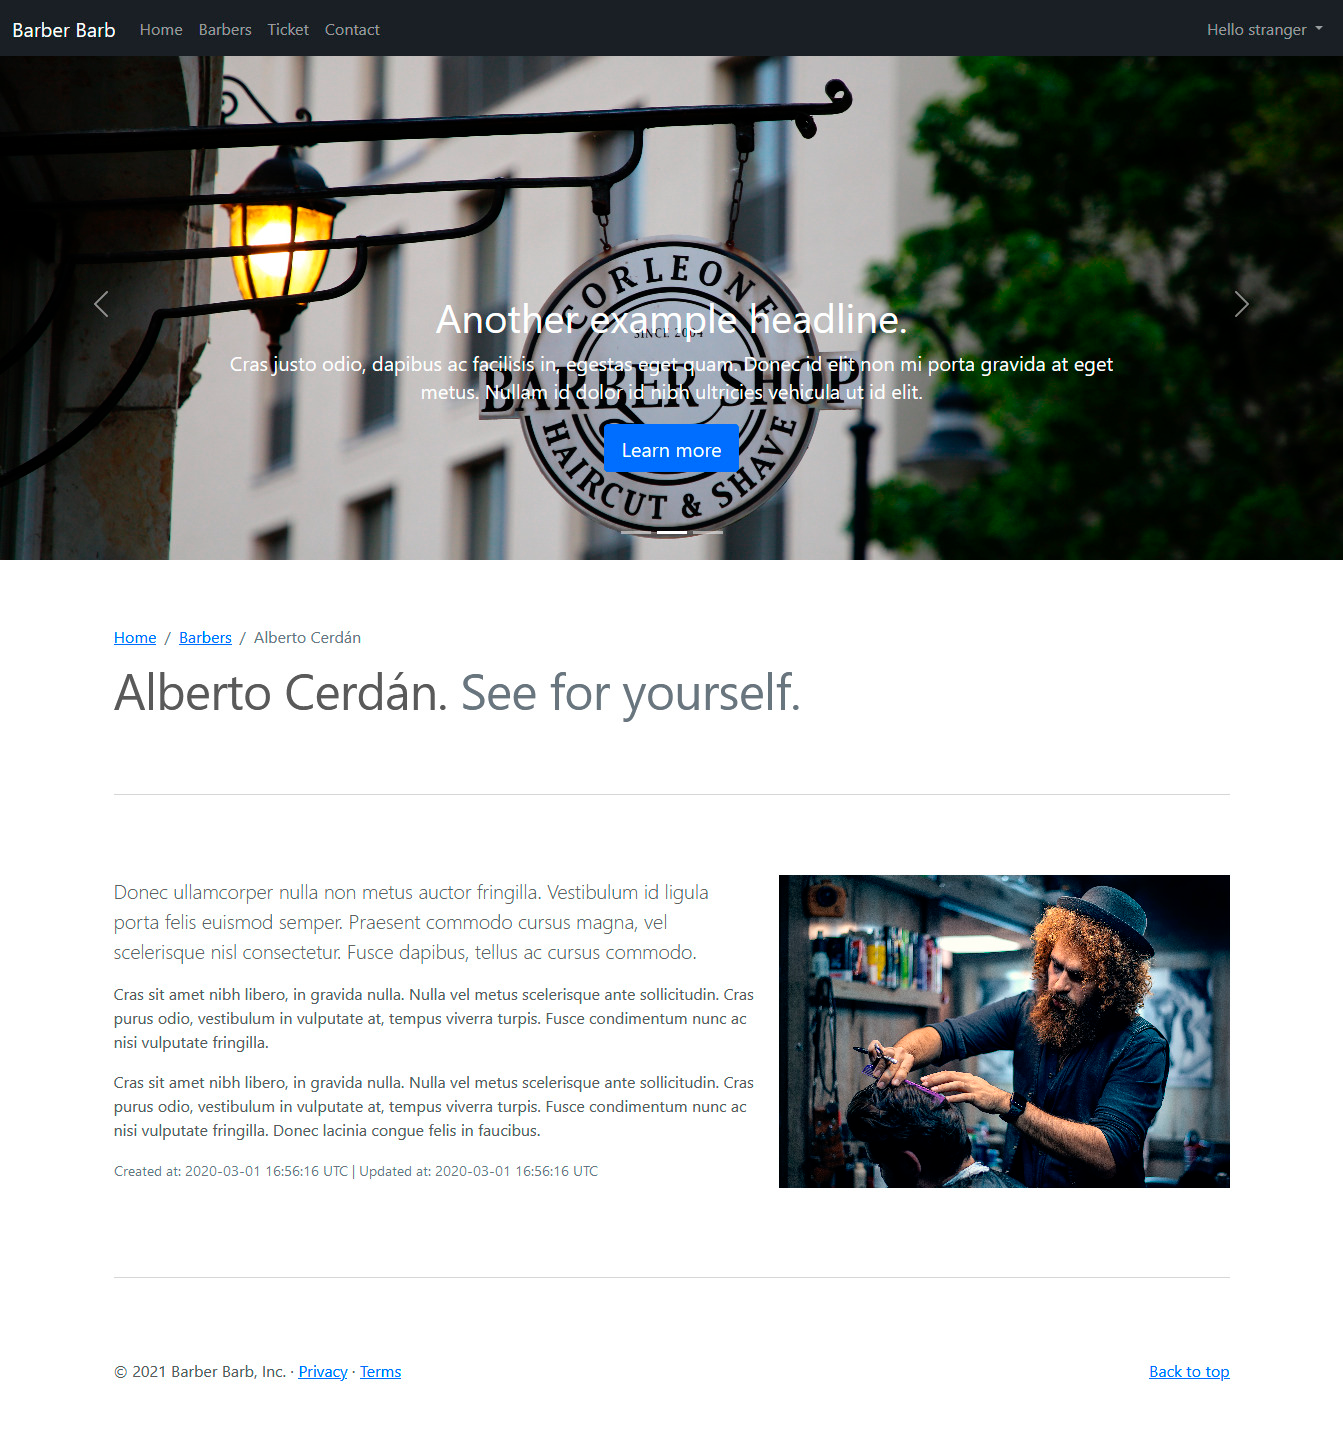 Barber Barb Home Barbers Ticket Contact Hello stranger
CORLEONE
SINCE 2004
BARBER SHOP
HAIRCUT & SHAVE
Another example headline.
Cras justo odio, dapibus ac facilisis in, egestas eget quam. Donec id elit non mi porta gravida at eget
metus. Nullam id dolor id nibh ultricies vehicula ut id elit.
Learn more
Home / Barbers / Alberto Cerdán
Alberto Cerdán. See for yourself.
Donec ullamcorper nulla non metus auctor fringilla. Vestibulum id ligula
porta felis euismod semper. Praesent commodo cursus magna, vel
scelerisque nisl consectetur. Fusce dapibus, tellus ac cursus commodo.
Cras sit amet nibh libero, in gravida nulla. Nulla vel metus scelerisque ante sollicitudin. Cras
purus odio, vestibulum in vulputate at, tempus viverra turpis. Fusce condimentum nunc ac
nisi vulputate fringilla.
Cras sit amet nibh libero, in gravida nulla. Nulla vel metus scelerisque ante sollicitudin. Cras
purus odio, vestibulum in vulputate at, tempus viverra turpis. Fusce condimentum nunc ac
nisi vulputate fringilla. Donec lacinia congue felis in faucibus.
Created at: 2020-03-01 16:56:16 UTC | Updated at: 2020-03-01 16:56:16 UTC
© 2021 Barber Barb, Inc. · Privacy · Terms Back to top